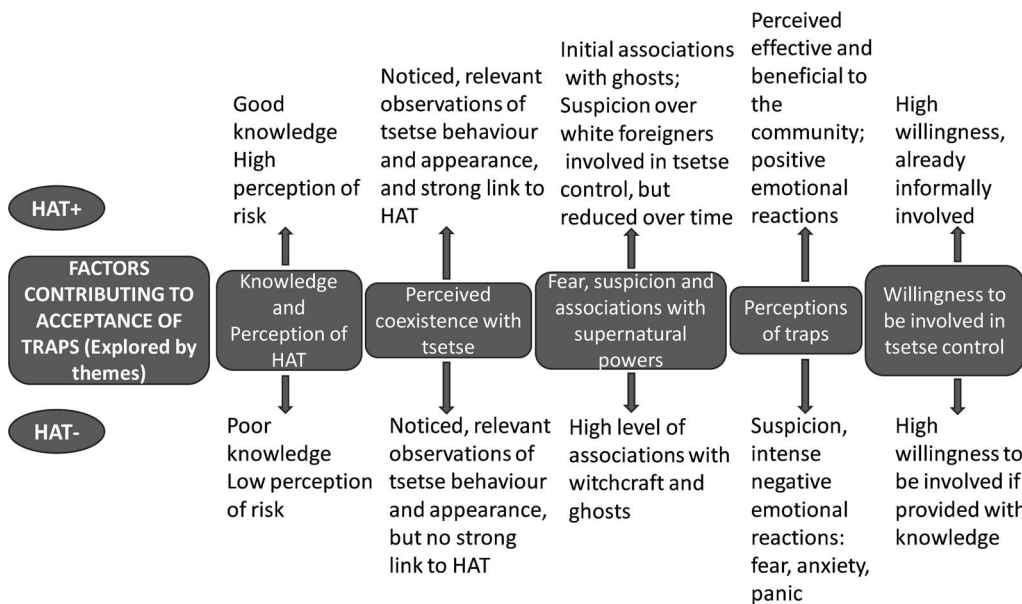 Good
knowledge
High
perception of
risk
Noticed, relevant
observations of
tsetse behaviour
and appearance,
and strong link to
HAT
Initial associations
with ghosts;
Suspicion over
white foreigners
involved in tsetse
control, but
reduced over time
Perceived
effective and
beneficial to
the
community;
positive
emotional
reactions
High
willingness,
already
informally
involved
HAT+
FACTORS
CONTRIBUTING TO
ACCEPTANCE OF
TRAPS (Explored by
themes)
Knowledge
and
Perception of
HAT
Perceived
coexistence with
tsetse
Fear, suspicion and
associations with
supernatural
powers
Perceptions
of traps
Willingness to
be involved in
tsetse control
HAT-
Poor
knowledge
Low perception
of risk
Noticed, relevant
observations of
tsetse behaviour
and appearance,
but no strong
link to HAT
High level of
associations with
witchcraft and
ghosts
Suspicion,
intense
negative
emotional
reactions:
fear, anxiety,
panic
High
willingness to
be involved if
provided with
knowledge